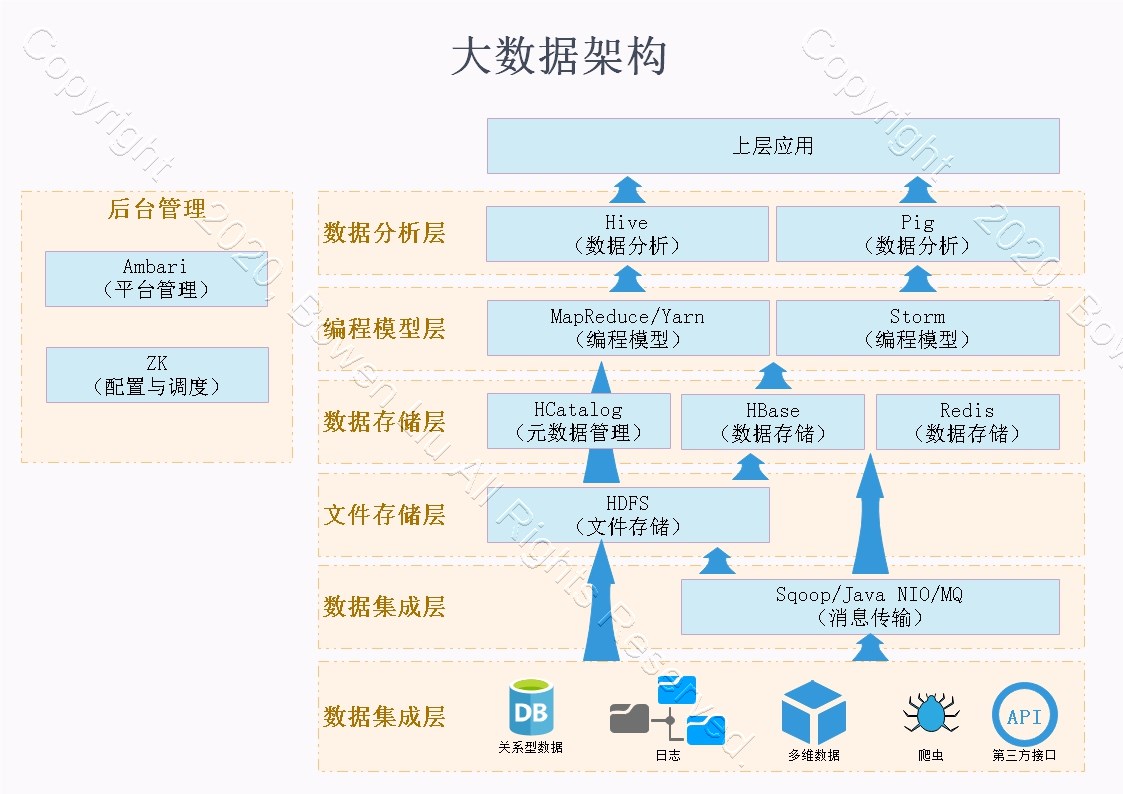 大数据架构
上层应用
后台管理
Ambari
（平台管理）
ZK
（配置与调度）
数据分析层
Hive
（数据分析）
Pig
（数据分析）
编程模型层
MapReduce/Yarn
（编程模型）
Storm
（编程模型）
数据存储层
HCatalog
（元数据管理）
HBase
（数据存储）
Redis
（数据存储）
文件存储层
HDFS
（文件存储）
数据集成层
Sqoop/Java NIO/MQ
（消息传输）
数据集成层
DB
关系型数据
日志
多维数据
爬虫
API
第三方接口
Copyright 2020 Bowen Liu All Rights Reserved.
Copyright 2020 Bow